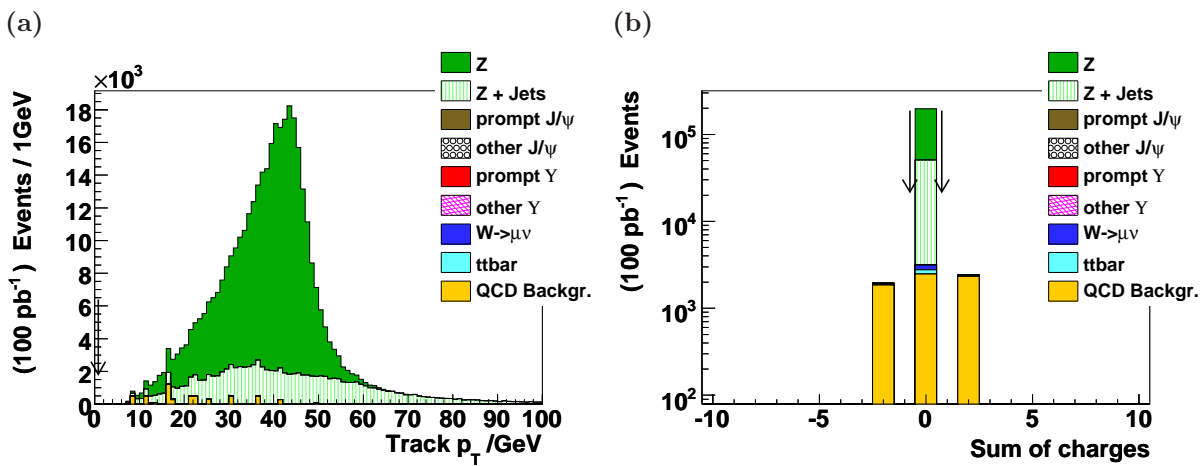 (a)
(b)
×10³
(100 pb⁻¹ ) Events / 1GeV
18
16
14
12
10
8
6
4
2
0
0 10 20 30 40 50 60 70 80 90 100
Track p_T /GeV
Z
Z + Jets
prompt J/ψ
other J/ψ
prompt ϒ
other ϒ
W->μν
ttbar
QCD Backgr.
(100 pb⁻¹ ) Events
10⁵
10⁴
10³
10²
-10 -5 0 5 10
Sum of charges
Z
Z + Jets
prompt J/ψ
other J/ψ
prompt ϒ
other ϒ
W->μν
ttbar
QCD Backgr.